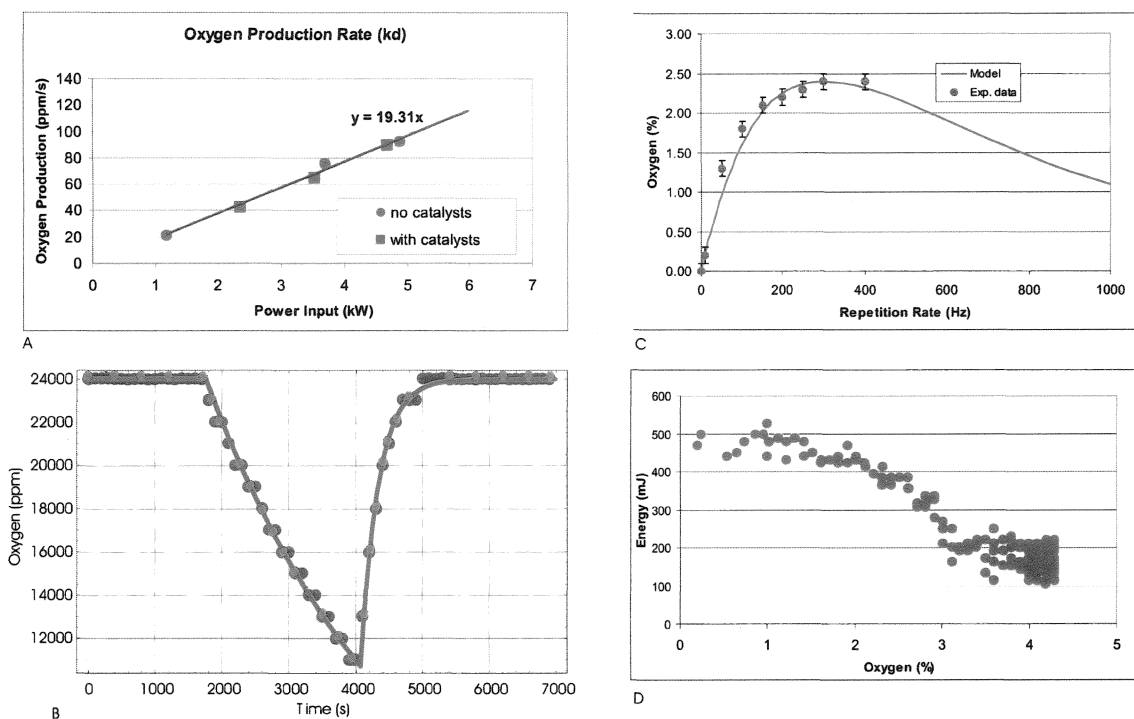 Oxygen Production Rate (kd)
Oxygen Production (ppm/s)
140
120
100
80
60
40
20
0
y = 19.31x
no catalysts
with catalysts
0 1 2 3 4 5 6 7
Power Input (kW)
A
Oxygen (ppm)
24000
22000
20000
18000
16000
14000
12000
0 1000 2000 3000 4000 5000 6000 7000
Time (s)
B
Oxygen (%)
3.00
2.50
2.00
1.50
1.00
0.50
0.00
Model
Exp. data
0 200 400 600 800 1000
Repetition Rate (Hz)
C
Energy (mJ)
600
500
400
300
200
100
0
0 1 2 3 4 5
Oxygen (%)
D